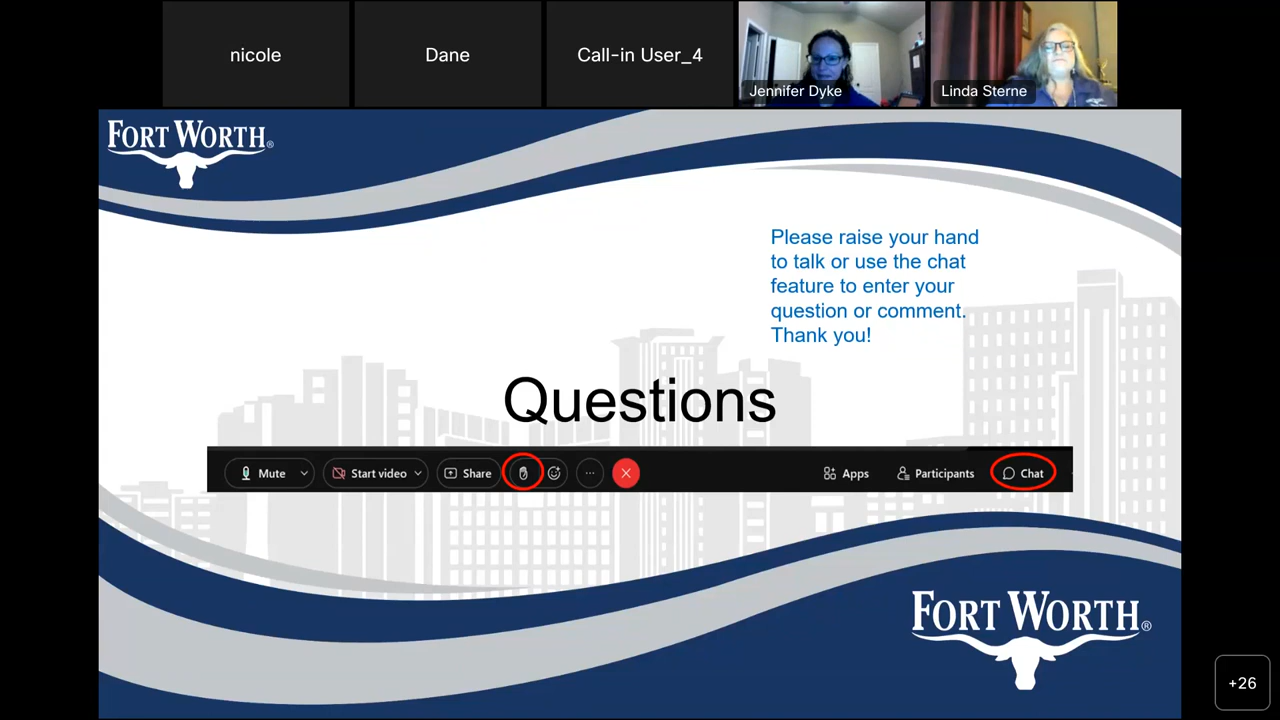 nicole
Dane
Call-in User_4
Jennifer Dyke
Linda Sterne
FORT WORTH®
Please raise your hand
to talk or use the chat
feature to enter your
question or comment.
Thank you!
Questions
Mute
Start video
Share
Apps
Participants
Chat
FORT WORTH®
+26